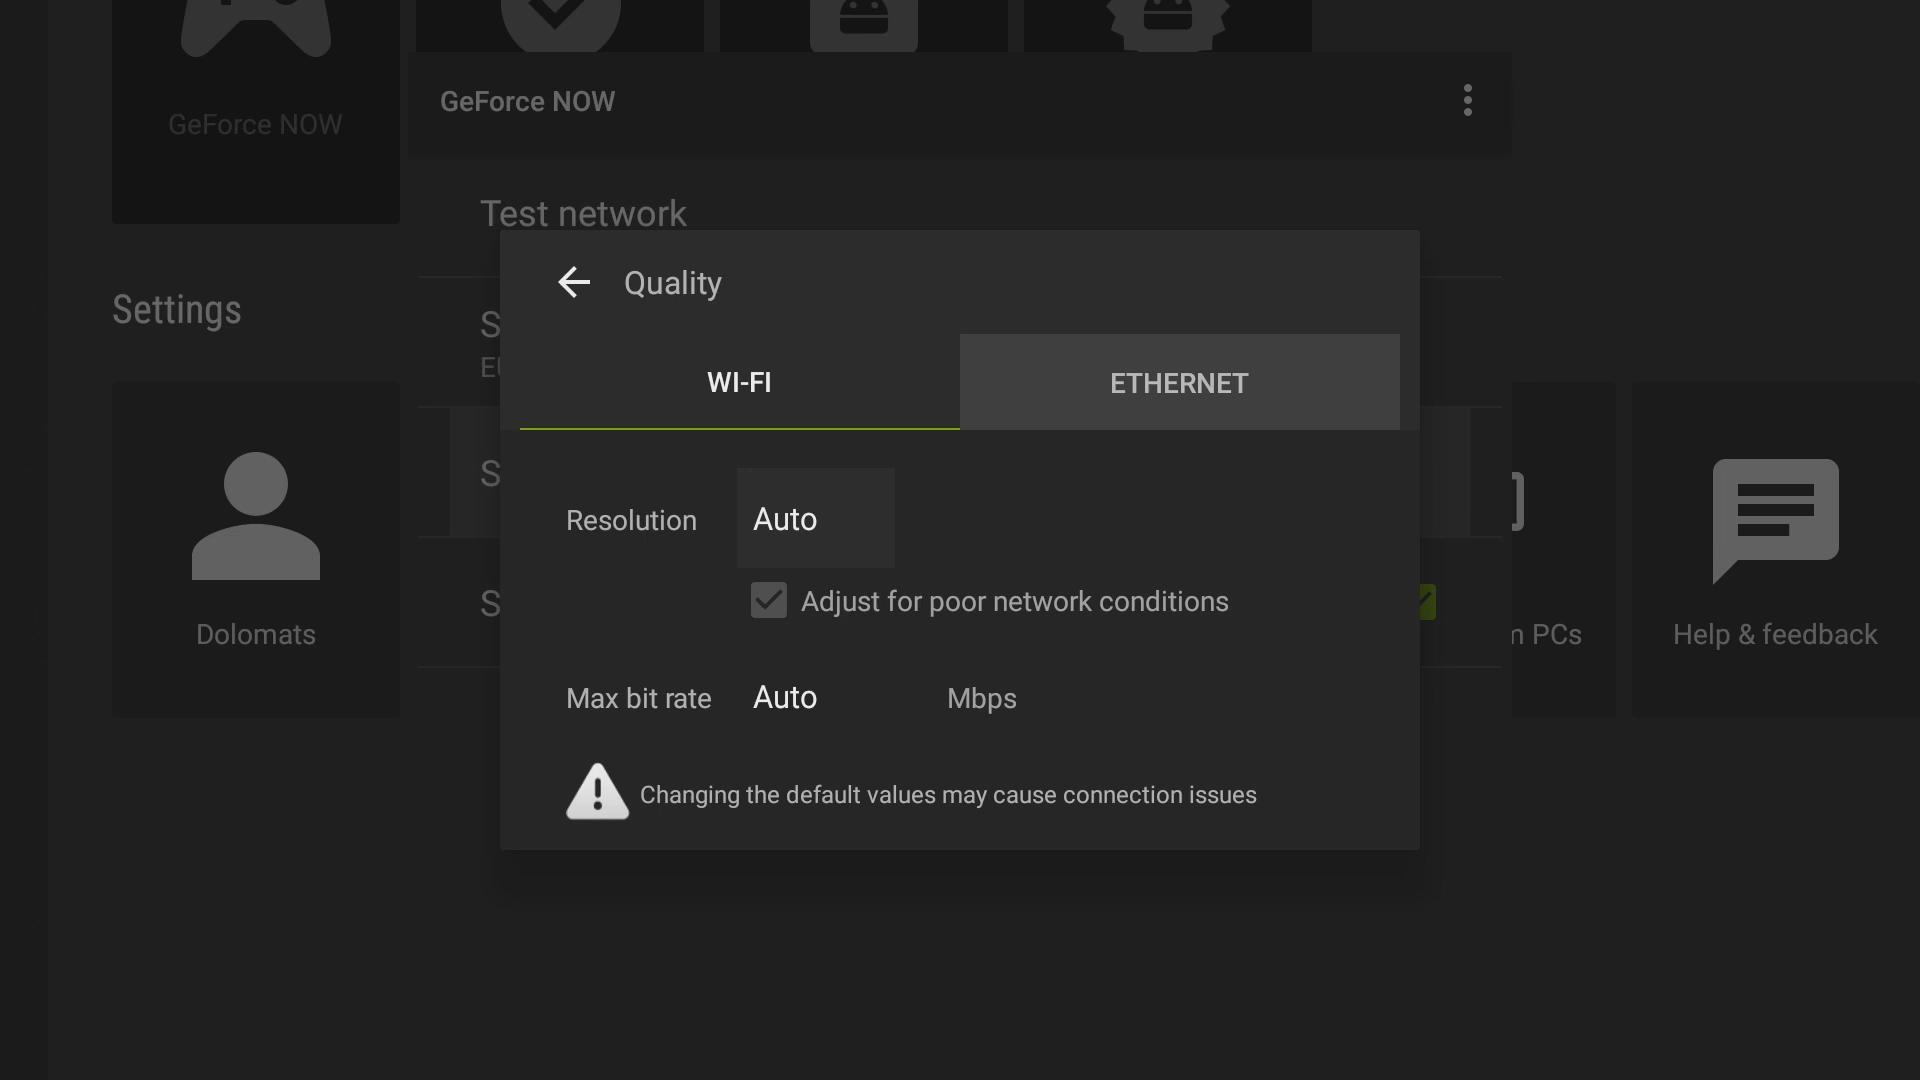 GeForce NOW
GeForce NOW
Test network
Settings
Quality
WI-FI
ETHERNET
Resolution
Auto
Adjust for poor network conditions
Dolomats
PCs
Help & feedback
Max bit rate
Auto
Mbps
Changing the default values may cause connection issues